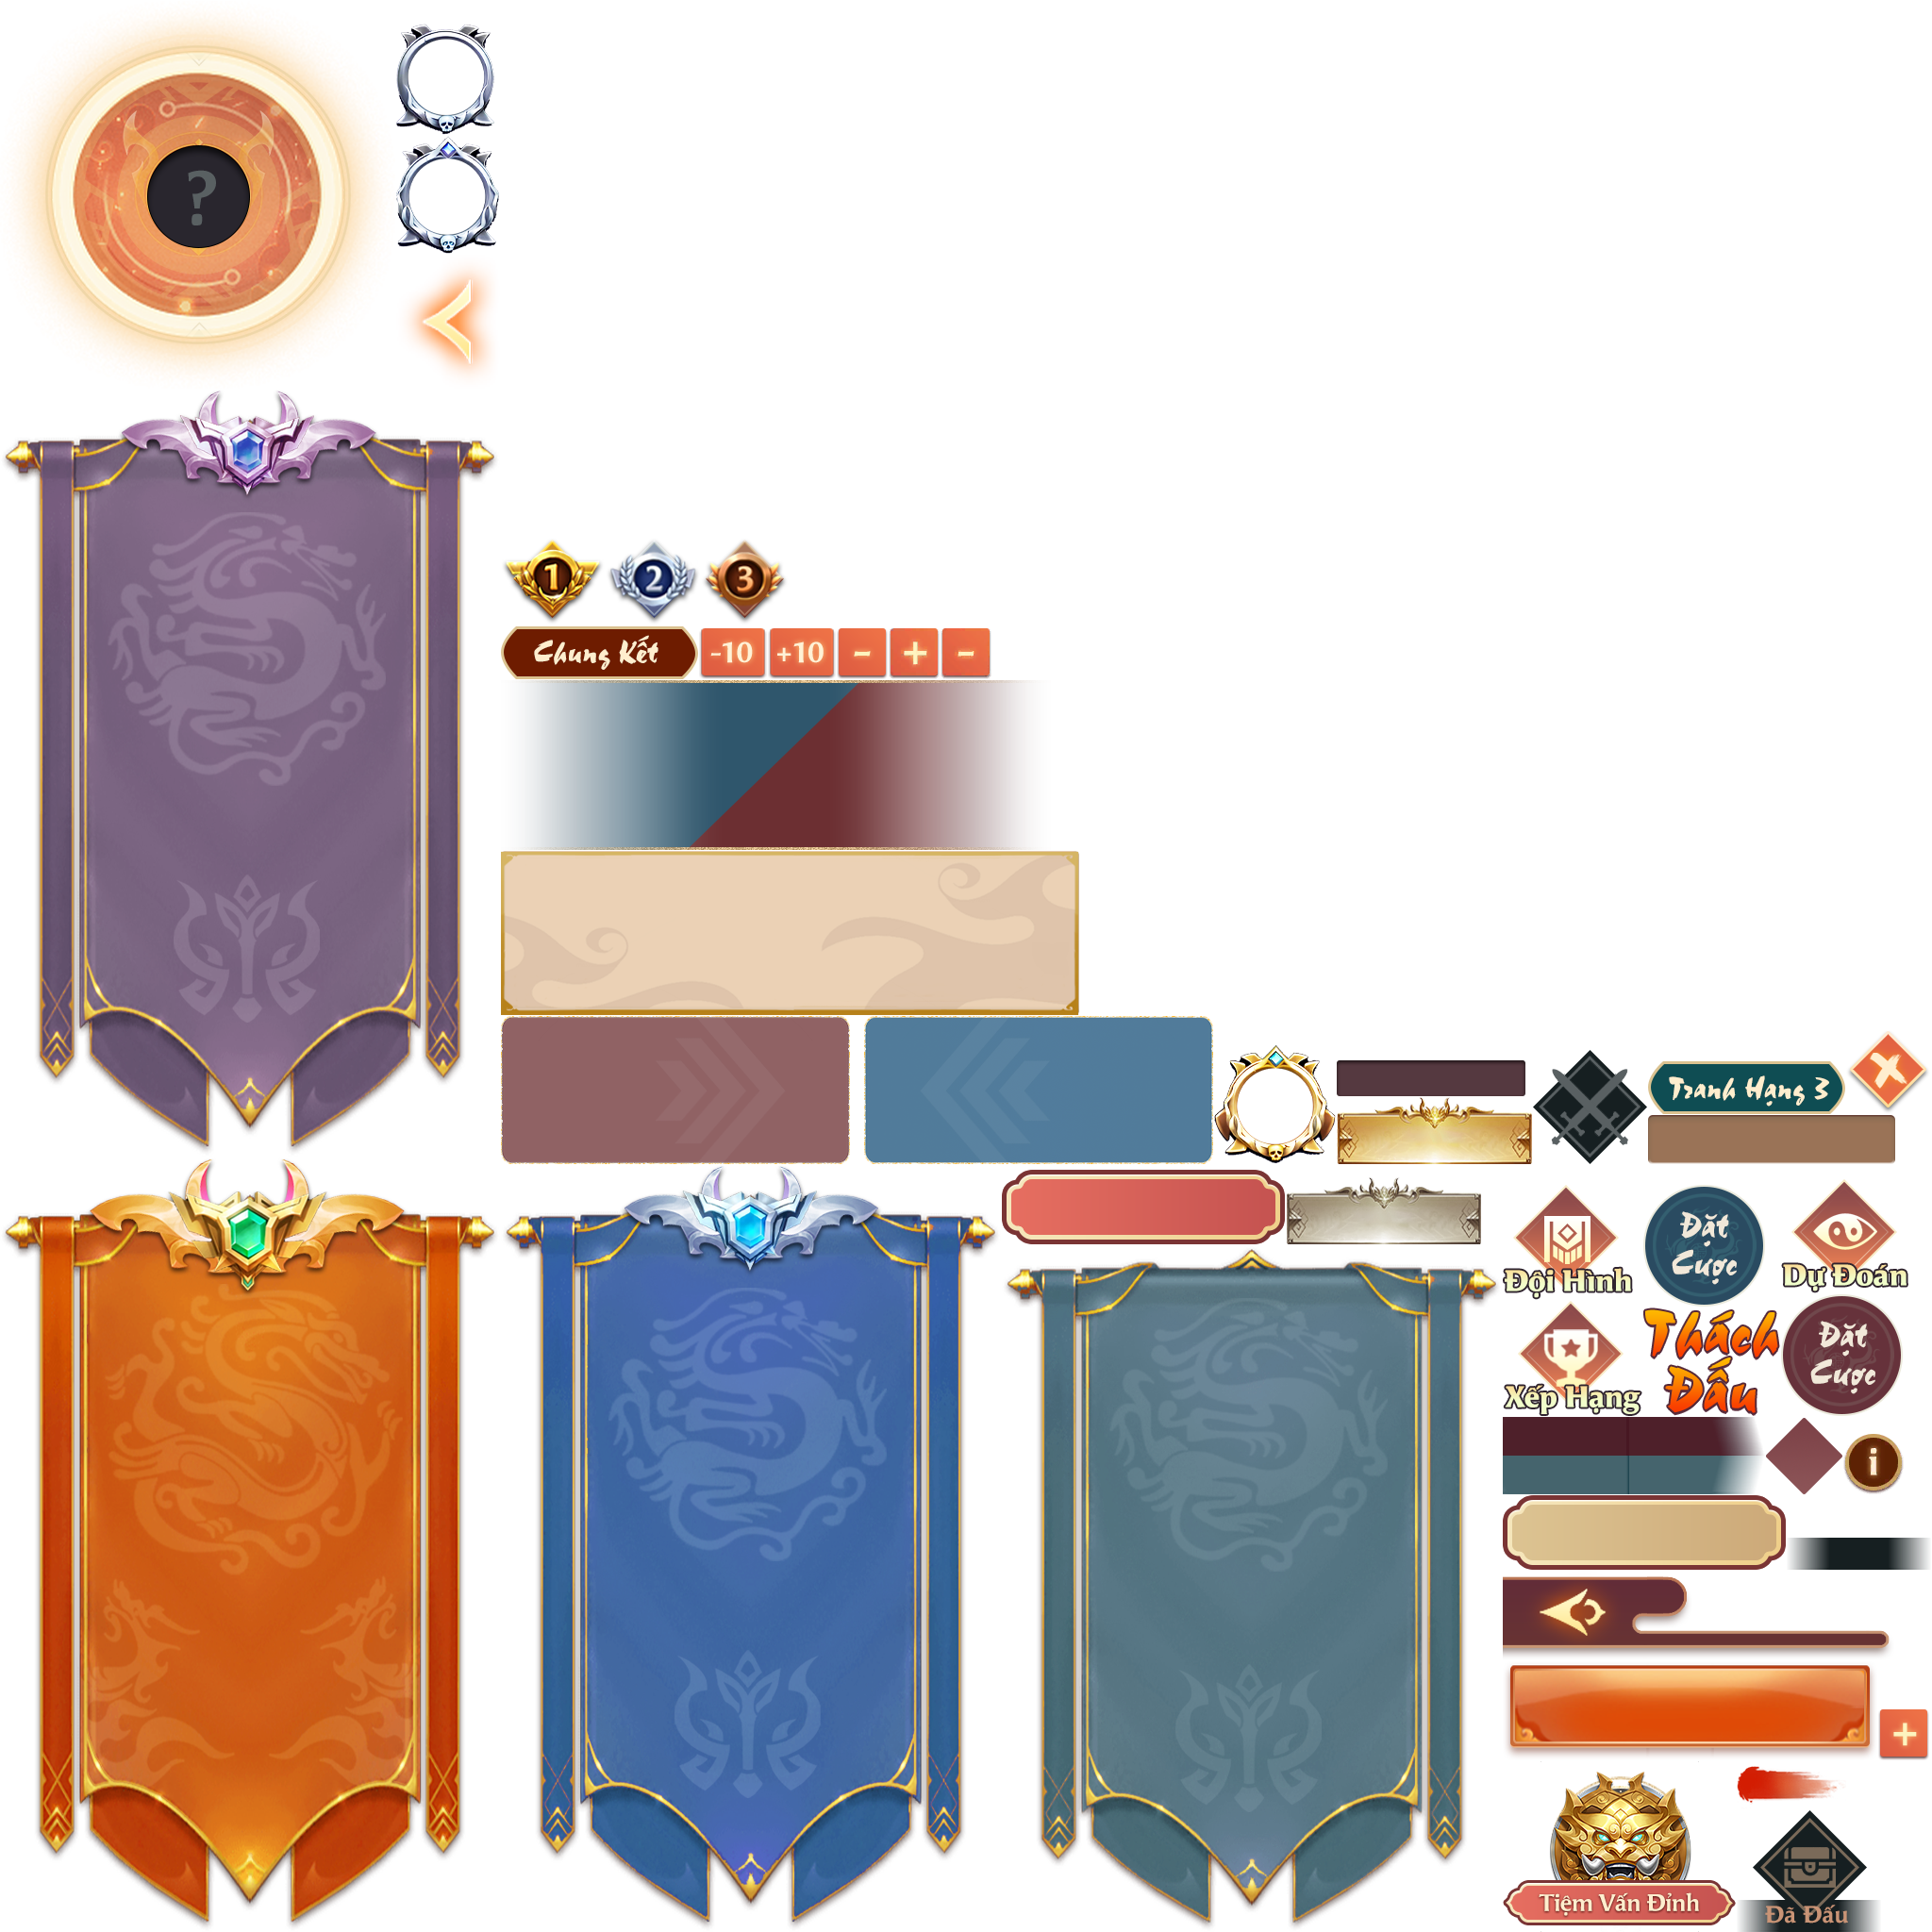 ?
1
2
3
Chung Kết
-10
+10
-
+
-
Tranh Hạng 3
Đội Hình
Đặt
Cược
Dự Đoán
Xếp Hạng
Thách
Đấu
Đặt
Cược
i
+
Tiệm Vấn Đỉnh
Đã Đấu